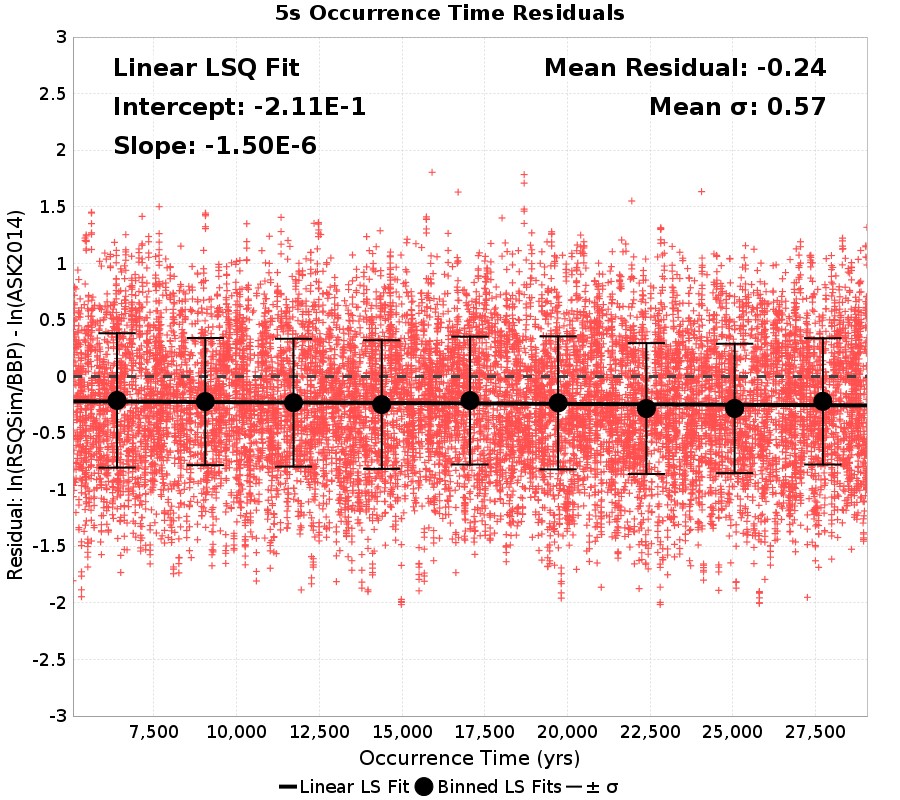 5s Occurrence Time Residuals
Linear LSQ Fit
Mean Residual: -0.24
Intercept: -2.11E-1
Mean σ: 0.57
Slope: -1.50E-6
Residual: ln(RSQSim/BBP) - ln(ASK2014)
3
2.5
2
1.5
1
0.5
0
-0.5
-1
-1.5
-2
-2.5
-3
7,500 10,000 12,500 15,000 17,500 20,000 22,500 25,000 27,500
Occurrence Time (yrs)
Linear LS Fit Binned LS Fits ± σ